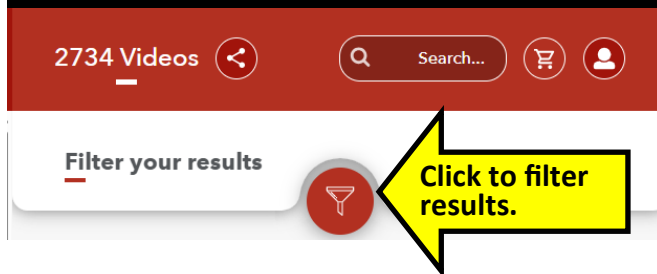 2734 Videos
Search...
Filter your results
Click to filter
results.